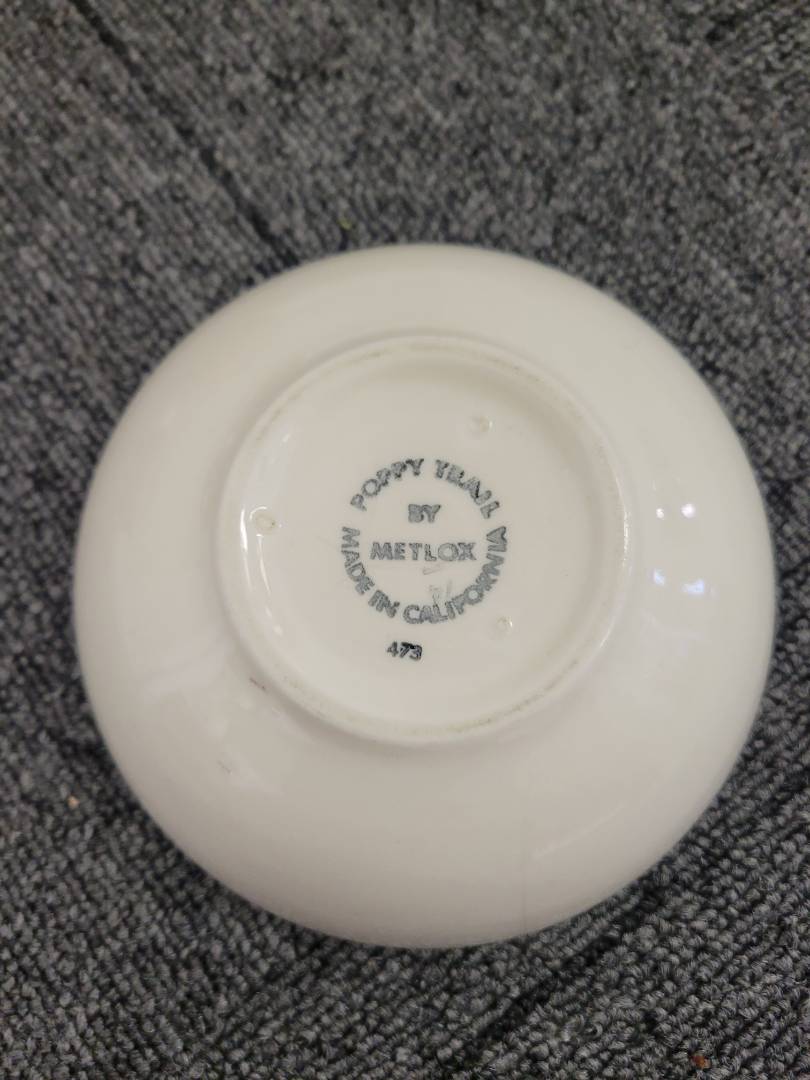 POPPY TRAIL
BY
METLOX
MADE IN CALIFORNIA
473